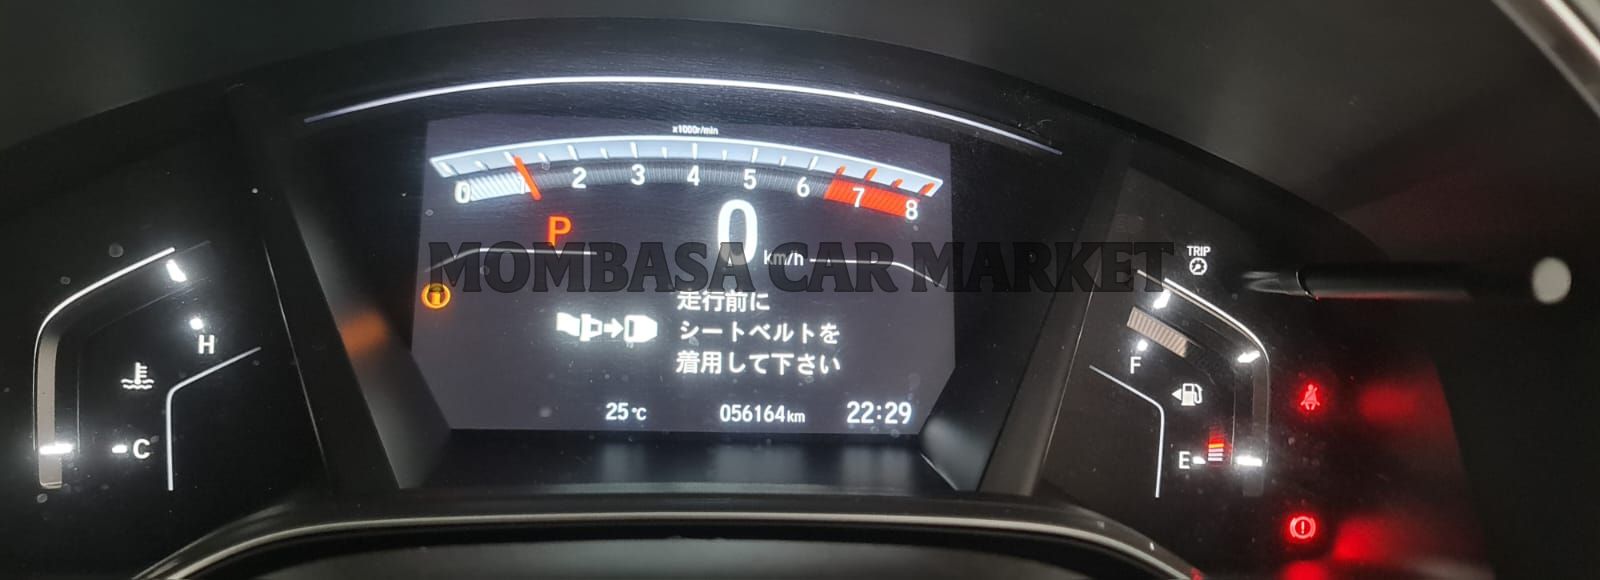 x1000r/min
0 1 2 3 4 5 6 7 8
P
0 km/h
MOMBASA CAR MARKET
走行前に
シートベルトを
着用して下さい
25℃ 056164km 22:29
H
C
TRIP
F
E